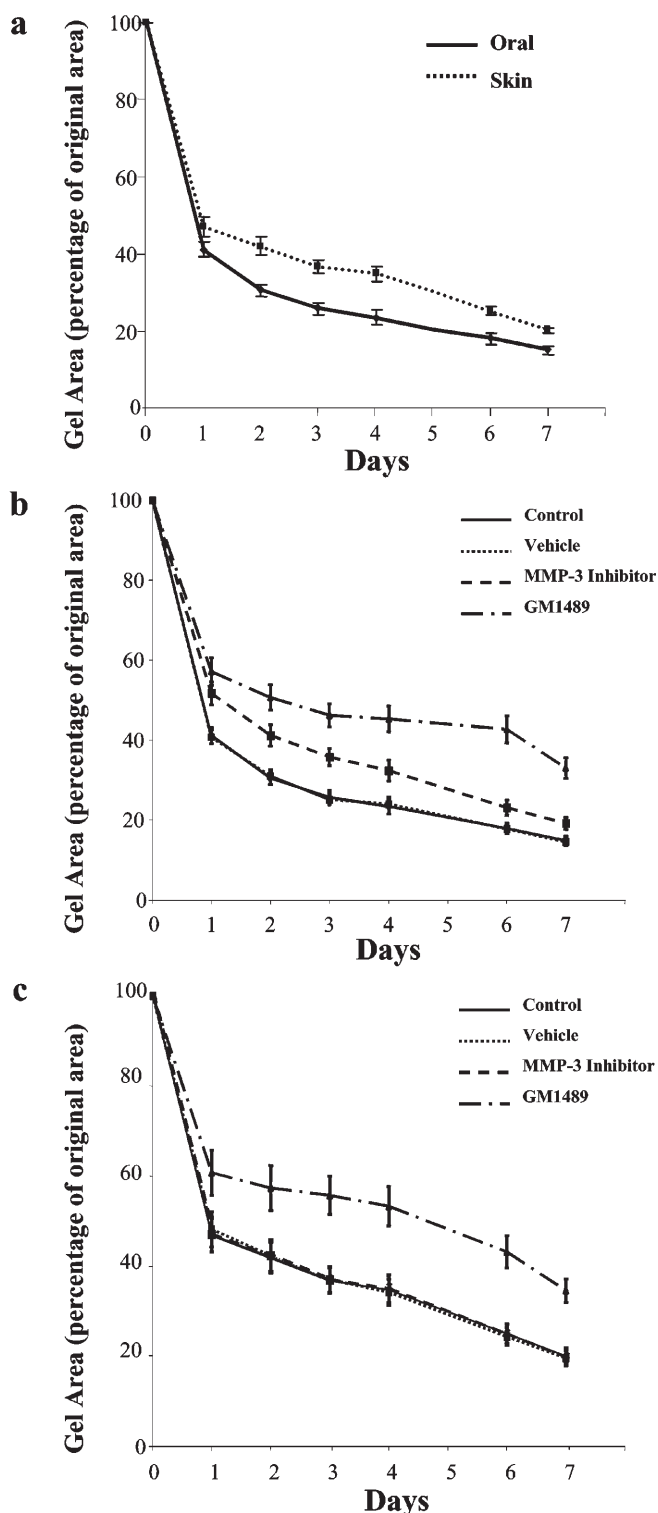 a
Gel Area (percentage of original area)
100
80
60
40
20
0
0 1 2 3 4 5 6 7
Days
Oral
Skin
b
Gel Area (percentage of original area)
100
80
60
40
20
0
0 1 2 3 4 5 6 7
Days
Control
Vehicle
MMP-3 Inhibitor
GM1489
c
Gel Area (percentage of original area)
100
80
60
40
20
0
0 1 2 3 4 5 6 7
Days
Control
Vehicle
MMP-3 Inhibitor
GM1489